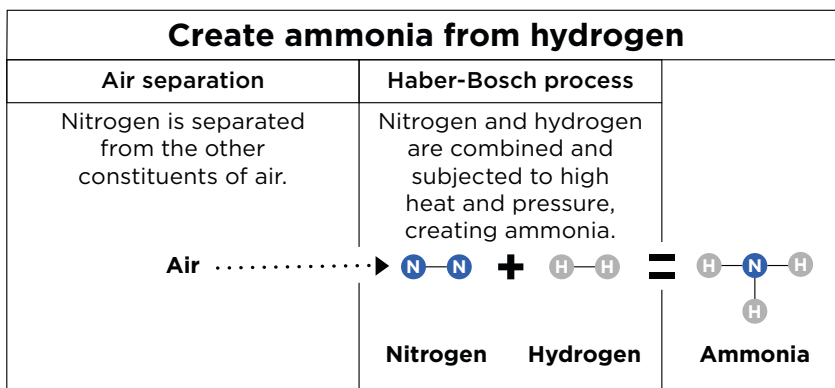 Create ammonia from hydrogen
Air separation
Haber-Bosch process
Nitrogen is separated
from the other
constituents of air.
Nitrogen and hydrogen
are combined and
subjected to high
heat and pressure,
creating ammonia.
Air N N + H H = H N H
H
Nitrogen Hydrogen Ammonia